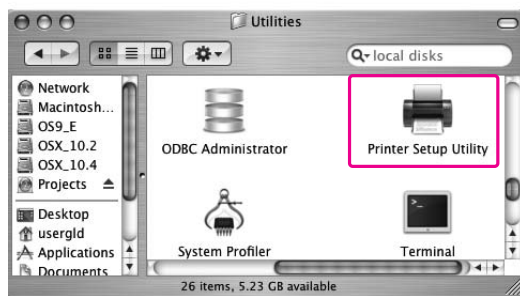 Utilities
local disks
Network
Macintosh...
OS9_E
OSX_10.2
OSX_10.4
Projects
Desktop
usergld
Applications
Documents
ODBC Administrator
Printer Setup Utility
System Profiler
Terminal
26 items, 5.23 GB available